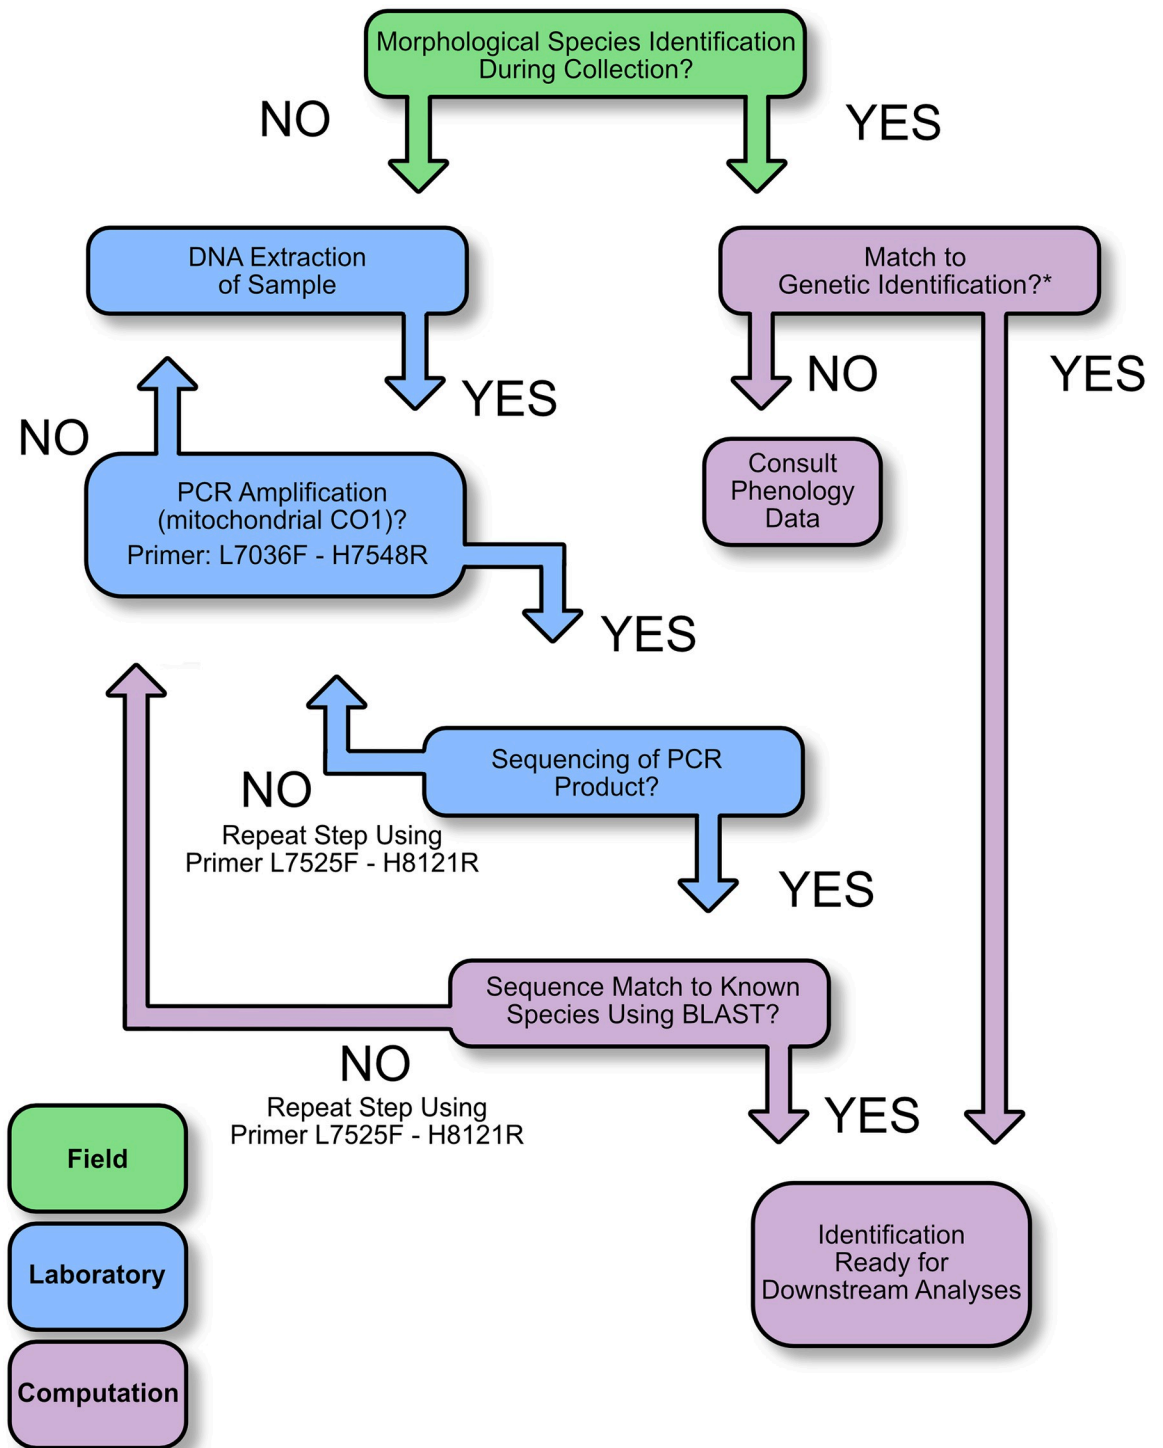 Morphological Species Identification
During Collection?
NO
YES
DNA Extraction
of Sample
Match to
Genetic Identification?*
YES
NO
YES
NO
Consult
Phenology
Data
PCR Amplification
(mitochondrial CO1)?
Primer: L7036F - H7548R
YES
Sequencing of PCR
Product?
NO
Repeat Step Using
Primer L7525F - H8121R
YES
Sequence Match to Known
Species Using BLAST?
NO
Repeat Step Using
Primer L7525F - H8121R
YES
Identification
Ready for
Downstream Analyses
Field
Laboratory
Computation